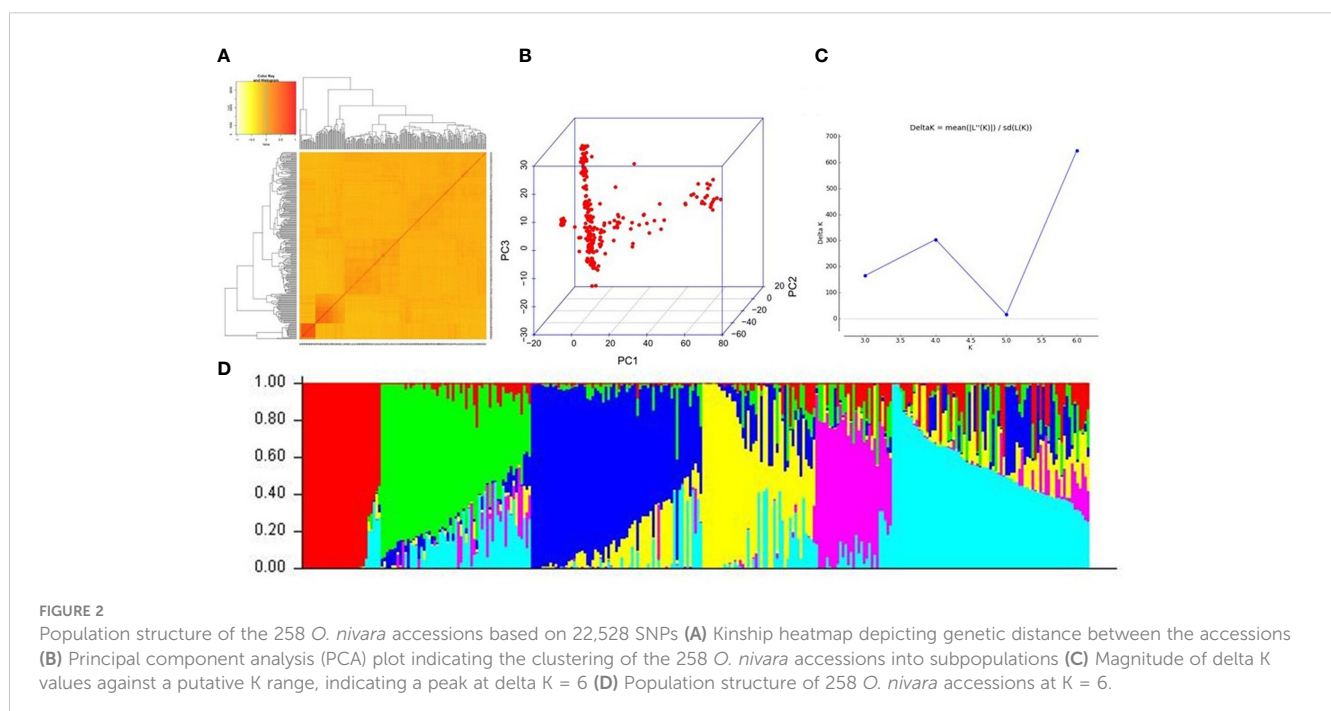 A
B
C
Color Key
and Histogram
Value
DeltaK = mean(|L''(K)|) / sd(L(K))
30
20
10
0
−10
−20
−30
PC3
−20
0
20
40
60
80
PC1
20
0
−20
−40
−60
PC2
700
600
500
400
300
200
100
0
Delta K
3.0
3.5
4.0
4.5
5.0
5.5
6.0
K
D
1.00
0.80
0.60
0.40
0.20
0.00
FIGURE 2
Population structure of the 258 O. nivara accessions based on 22,528 SNPs (A) Kinship heatmap depicting genetic distance between the accessions
(B) Principal component analysis (PCA) plot indicating the clustering of the 258 O. nivara accessions into subpopulations (C) Magnitude of delta K
values against a putative K range, indicating a peak at delta K = 6 (D) Population structure of 258 O. nivara accessions at K = 6.